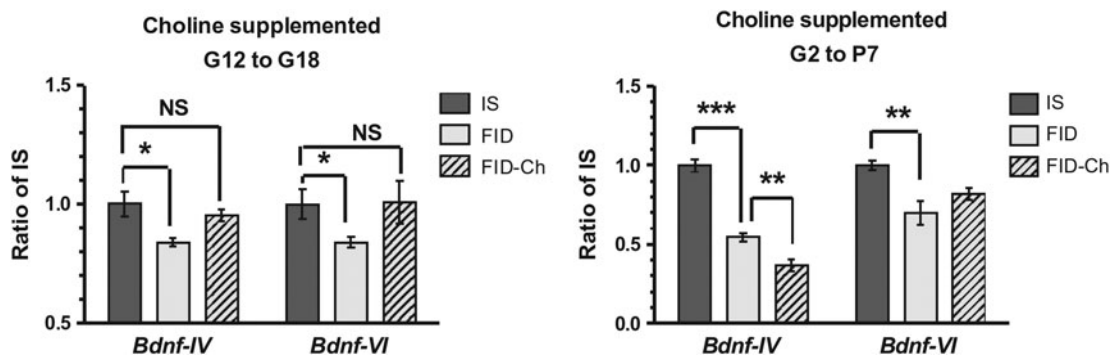 Choline supplemented
G12 to G18
Ratio of IS
1.5
1.0
0.5
NS
*
NS
*
IS
FID
FID-Ch
Bdnf-IV
Bdnf-VI
Choline supplemented
G2 to P7
Ratio of IS
1.5
1.0
0.5
0.0
***
**
**
IS
FID
FID-Ch
Bdnf-IV
Bdnf-VI